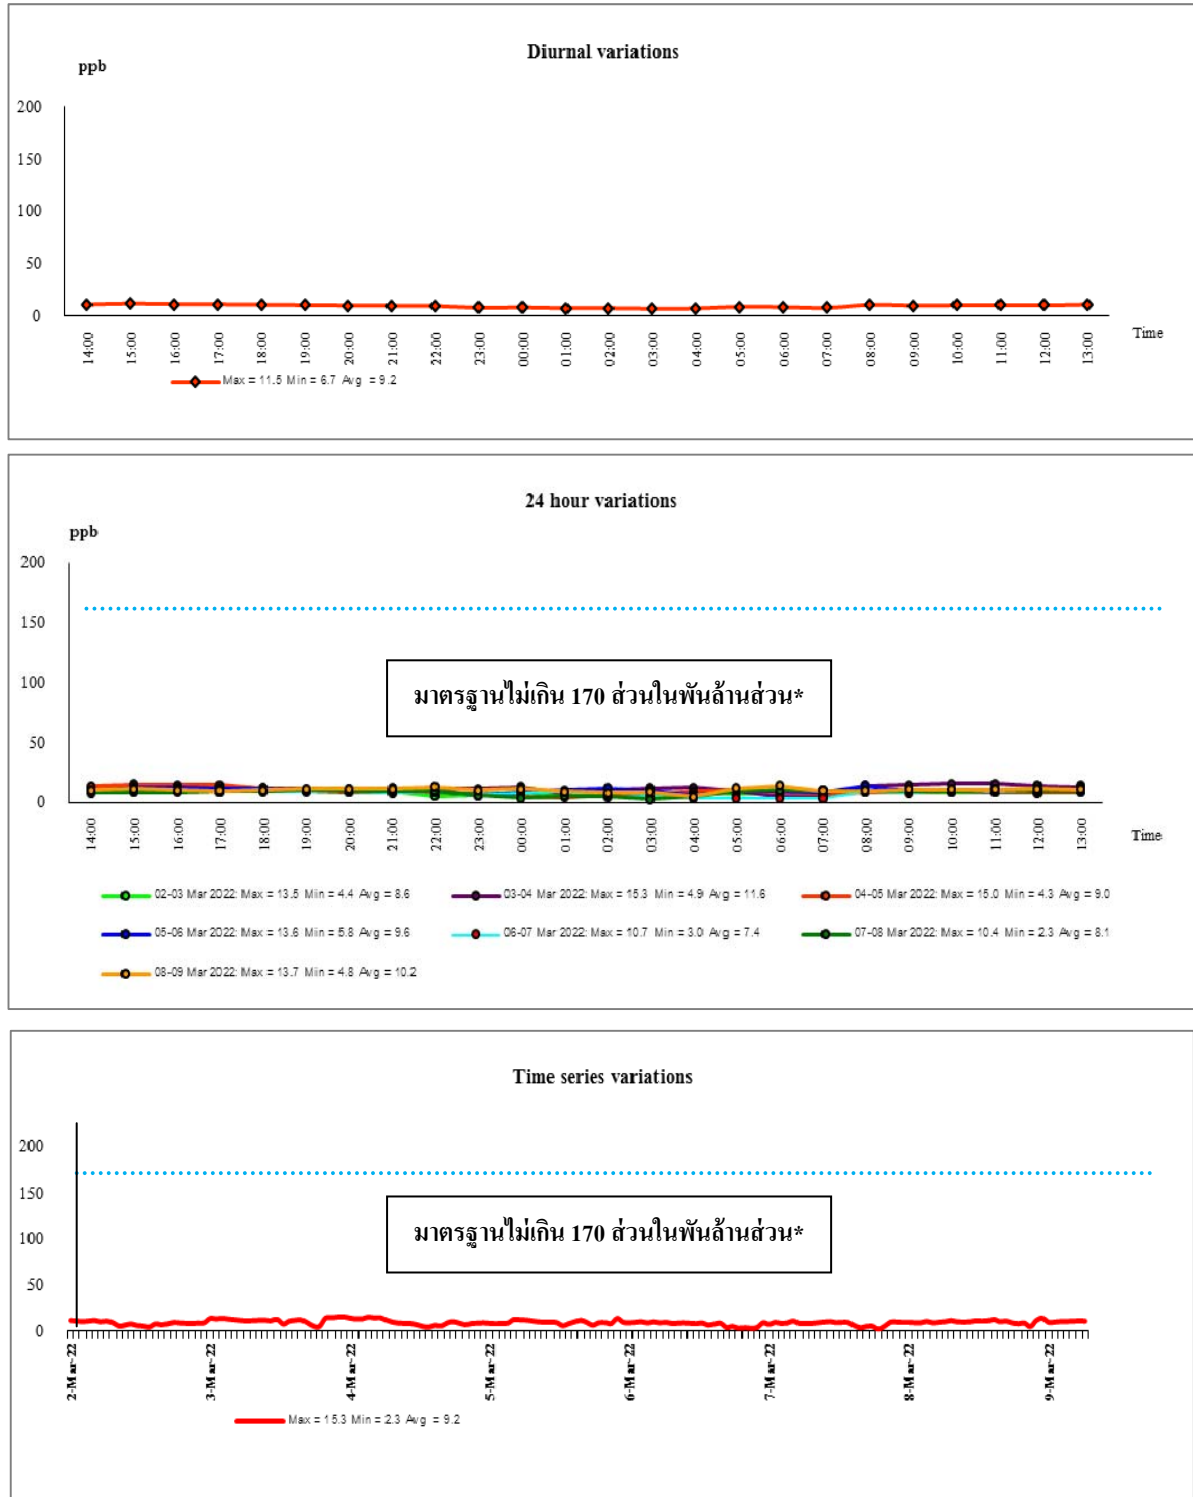 Diurnal variations
ppb
200
150
100
50
0
14:00 15:00 16:00 17:00 18:00 19:00 20:00 21:00 22:00 23:00 00:00 01:00 02:00 03:00 04:00 05:00 06:00 07:00 08:00 09:00 10:00 11:00 12:00 13:00
Time
Max = 11.5 Min = 6.7 Avg = 9.2
24 hour variations
ppb
200
150
100
มาตรฐานไม่เกิน 170 ส่วนในพันล้านส่วน*
50
0
14:00 15:00 16:00 17:00 18:00 19:00 20:00 21:00 22:00 23:00 00:00 01:00 02:00 03:00 04:00 05:00 06:00 07:00 08:00 09:00 10:00 11:00 12:00 13:00
Time
02-03 Mar 2022: Max = 13.5 Min = 4.4 Avg = 8.6
03-04 Mar 2022: Max = 15.3 Min = 4.9 Avg = 11.6
04-05 Mar 2022: Max = 15.0 Min = 4.3 Avg = 9.0
05-06 Mar 2022: Max = 13.6 Min = 5.8 Avg = 9.6
06-07 Mar 2022: Max = 10.7 Min = 3.0 Avg = 7.4
07-08 Mar 2022: Max = 10.4 Min = 2.3 Avg = 8.1
08-09 Mar 2022: Max = 13.7 Min = 4.8 Avg = 10.2
Time series variations
200
150
100
มาตรฐานไม่เกิน 170 ส่วนในพันล้านส่วน*
50
0
2-Mar-22 3-Mar-22 4-Mar-22 5-Mar-22 6-Mar-22 7-Mar-22 8-Mar-22 9-Mar-22
Max = 15.3 Min = 2.3 Avg = 9.2